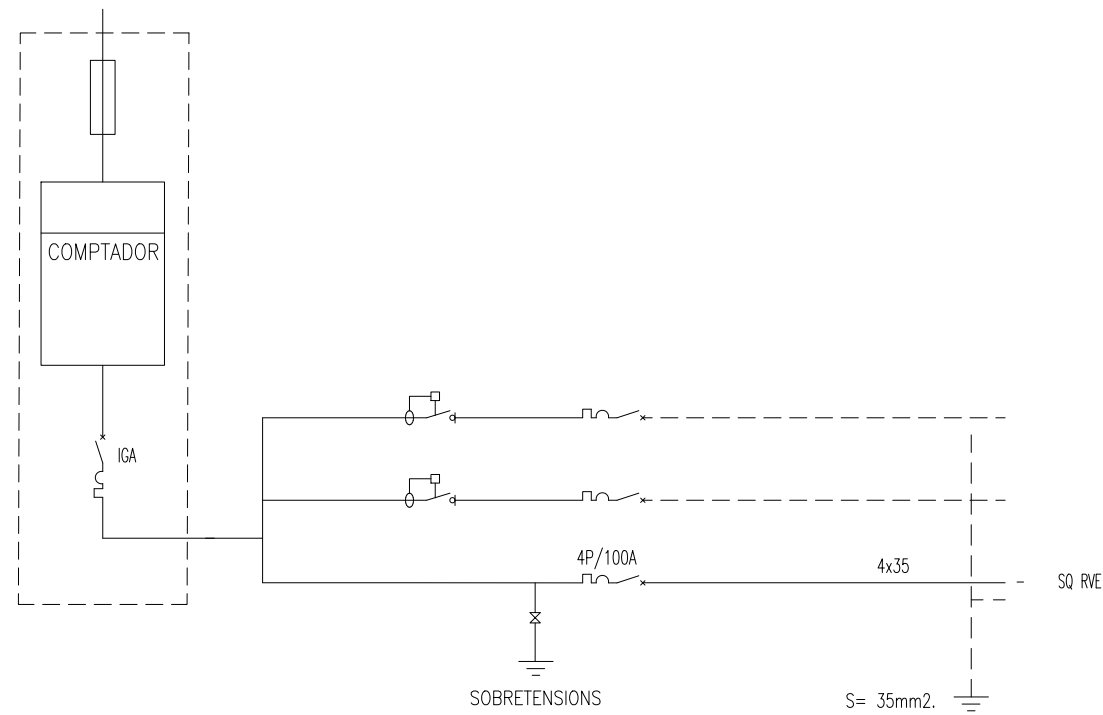 COMPTADOR
IGA
4P/100A
4x35
SQ RVE
SOBRETENSIONS
S= 35mm2.